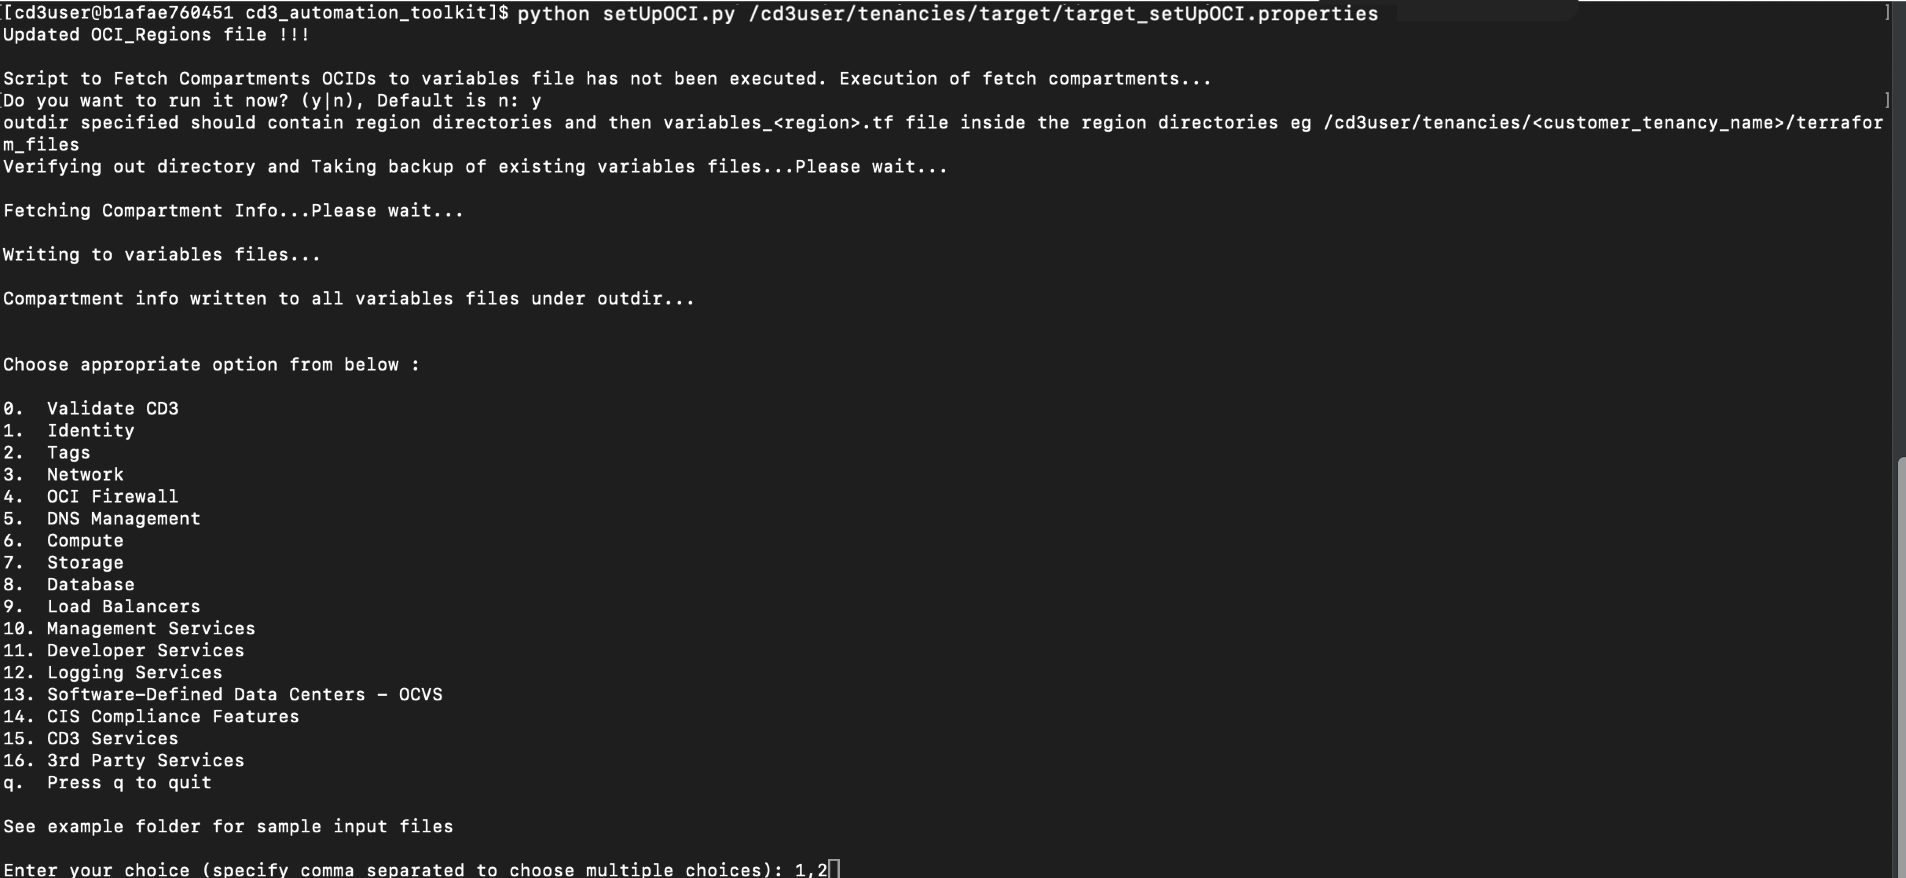 [[cd3user@b1afae760451 cd3_automation_toolkit]$ python setUpOCI.py /cd3user/tenancies/target/target_setUpOCI.properties ]
Updated OCI_Regions file !!!
Script to Fetch Compartments OCIDs to variables file has not been executed. Execution of fetch compartments...
[Do you want to run it now? (y|n), Default is n: y ]
outdir specified should contain region directories and then variables_<region>.tf file inside the region directories eg /cd3user/tenancies/<customer_tenancy_name>/terrafor
m_files
Verifying out directory and Taking backup of existing variables files...Please wait...
Fetching Compartment Info...Please wait...
Writing to variables files...
Compartment info written to all variables files under outdir...
Choose appropriate option from below :
0. Validate CD3
1. Identity
2. Tags
3. Network
4. OCI Firewall
5. DNS Management
6. Compute
7. Storage
8. Database
9. Load Balancers
10. Management Services
11. Developer Services
12. Logging Services
13. Software-Defined Data Centers - OCVS
14. CIS Compliance Features
15. CD3 Services
16. 3rd Party Services
q. Press q to quit
See example folder for sample input files
Enter your choice (specify comma separated to choose multiple choices): 1,2